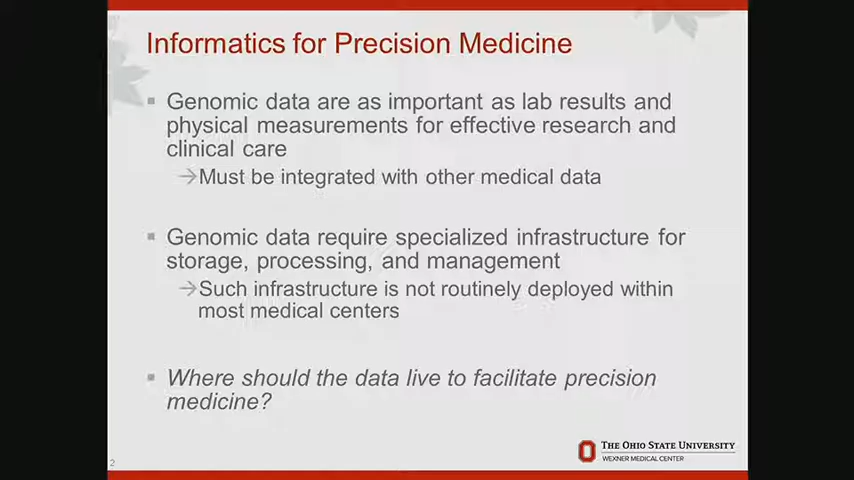 Informatics for Precision Medicine
▪ Genomic data are as important as lab results and
physical measurements for effective research and
clinical care
→Must be integrated with other medical data
▪ Genomic data require specialized infrastructure for
storage, processing, and management
→Such infrastructure is not routinely deployed within
most medical centers
▪ Where should the data live to facilitate precision
medicine?
THE OHIO STATE UNIVERSITY
WEXNER MEDICAL CENTER
2